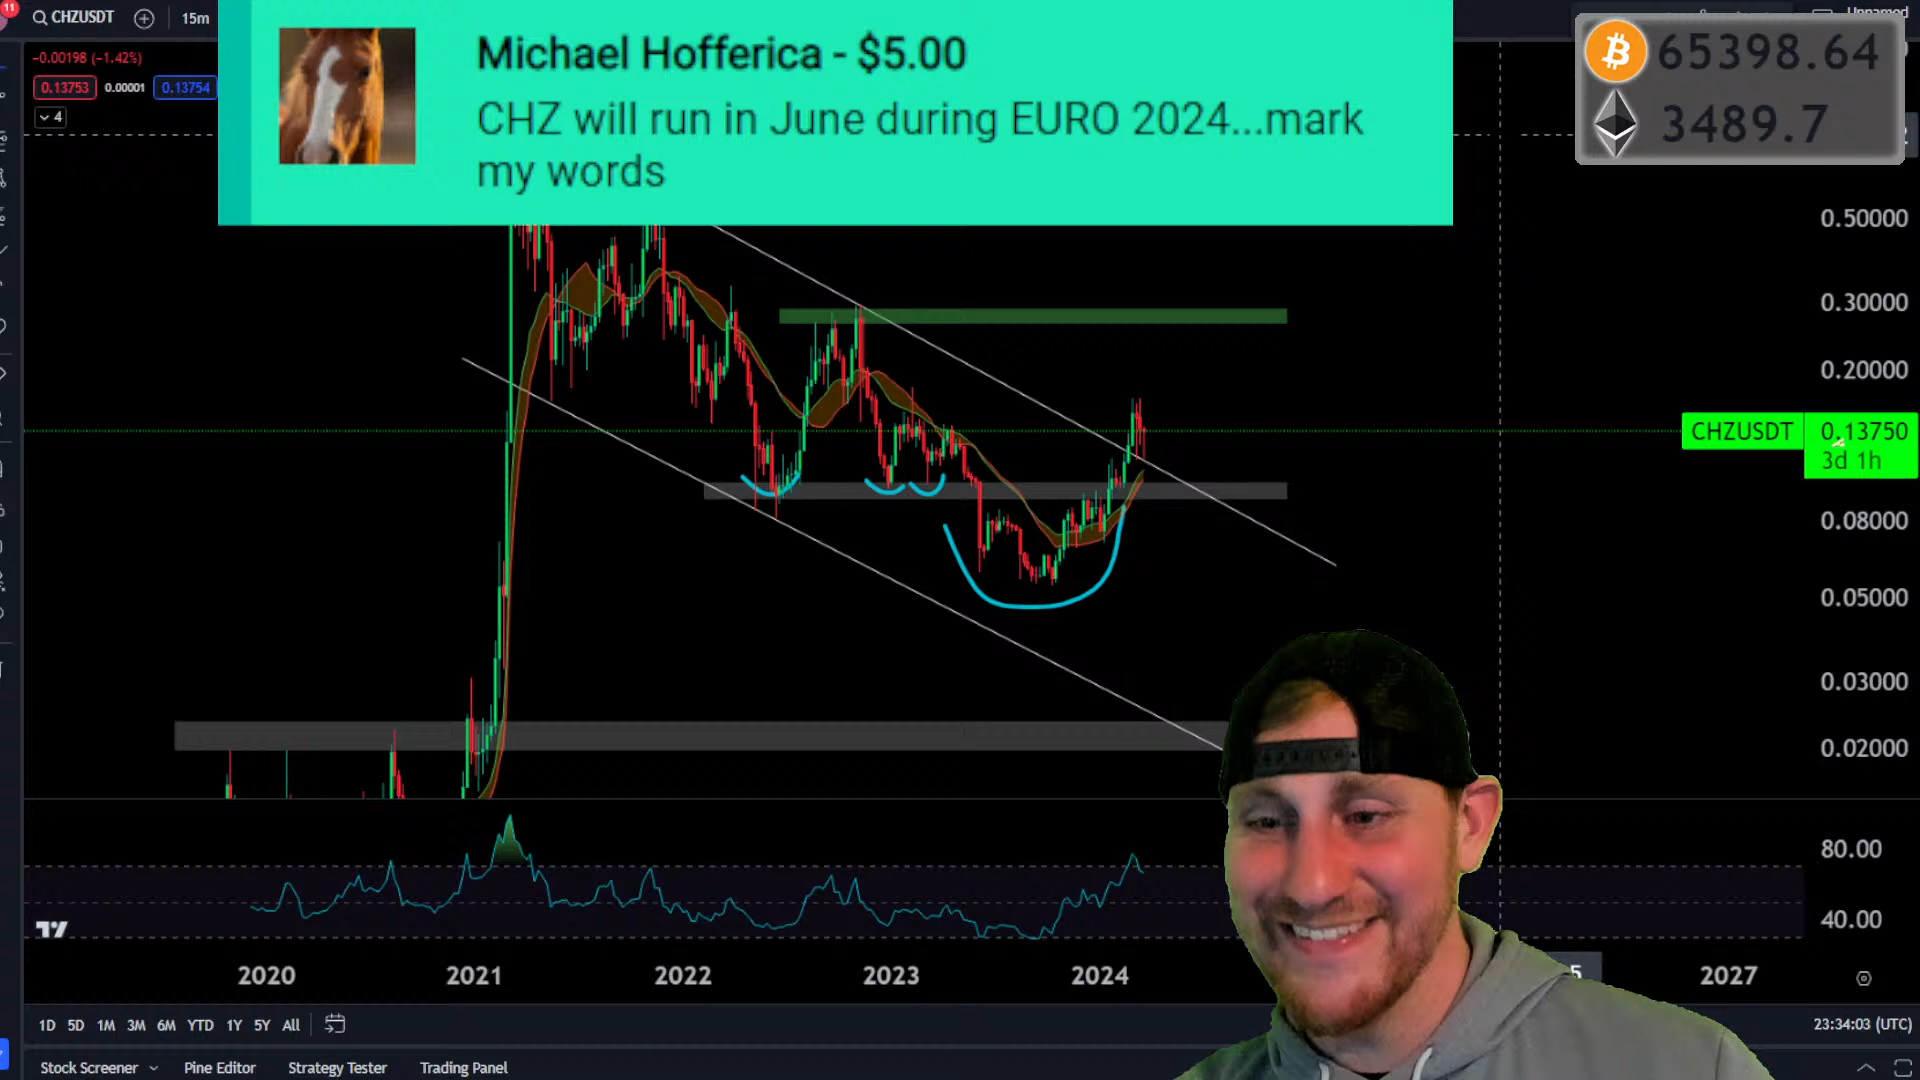 11
CHZUSDT
15m
Unnamed
Michael Hofferica - $5.00
CHZ will run in June during EURO 2024...mark
my words
65398.64
3489.7
−0.00198 (−1.42%)
0.13753 0.00001 0.13754
4
0.50000
0.30000
0.20000
CHZUSDT 0.13750
3d 1h
0.08000
0.05000
0.03000
0.02000
80.00
40.00
2020 2021 2022 2023 2024 5 2027
1D 5D 1M 3M 6M YTD 1Y 5Y All
23:34:03 (UTC)
Stock Screener Pine Editor Strategy Tester Trading Panel